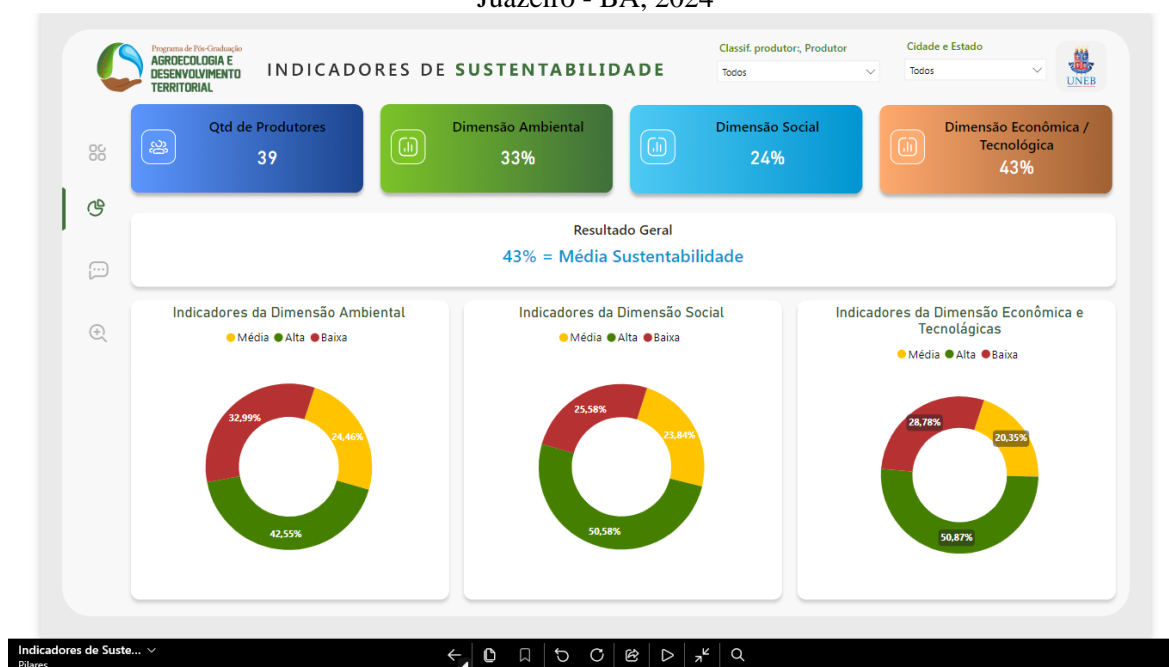 Juazeiro - BA, 2024
Programa de Pós-Graduação
AGROECOLOGIA E
DESENVOLVIMENTO
TERRITORIAL
INDICADORES DE SUSTENTABILIDADE
Classif. produtor:, Produtor
Todos
Cidade e Estado
Todos
UNEB
Qtd de Produtores
39
Dimensão Ambiental
33%
Dimensão Social
24%
Dimensão Econômica /
Tecnológica
43%
Resultado Geral
43% = Média Sustentabilidade
Indicadores da Dimensão Ambiental
Média Alta Baixa
32,99%
24,46%
42,55%
Indicadores da Dimensão Social
Média Alta Baixa
25,58%
23,84%
50,58%
Indicadores da Dimensão Econômica e
Tecnolágicas
Média Alta Baixa
28,78%
20,35%
50,87%
Indicadores de Suste...
Pilares